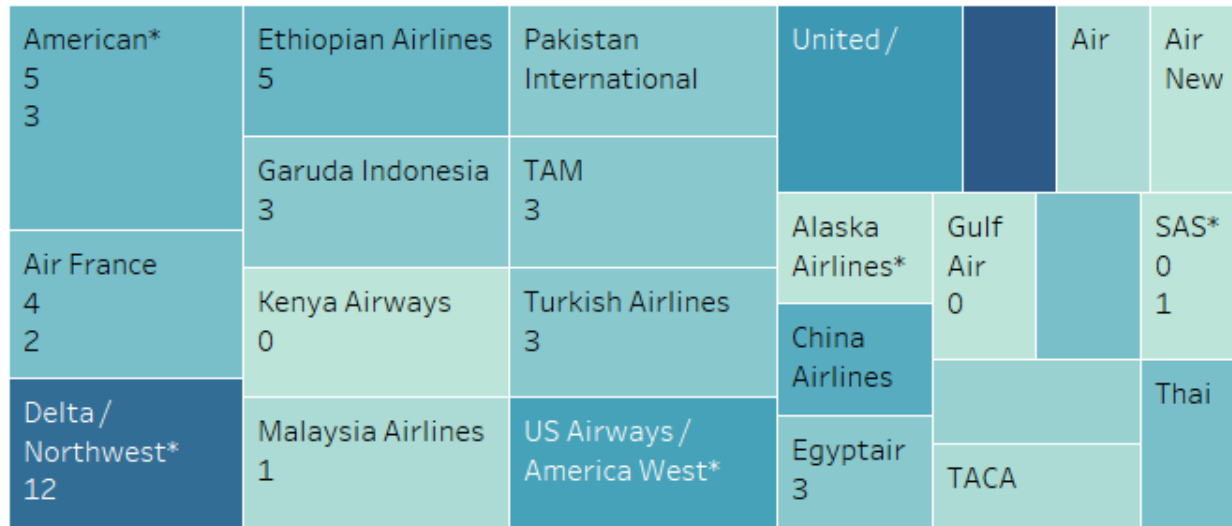 American*
5
3
Air France
4
2
Delta /
Northwest*
12
Ethiopian Airlines
5
Garuda Indonesia
3
Kenya Airways
0
Malaysia Airlines
1
Pakistan
International
TAM
3
Turkish Airlines
3
US Airways /
America West*
United /
Air
Air
New
Alaska
Airlines*
China
Airlines
Egyptair
3
Gulf
Air
0
SAS*
0
1
TACA
Thai